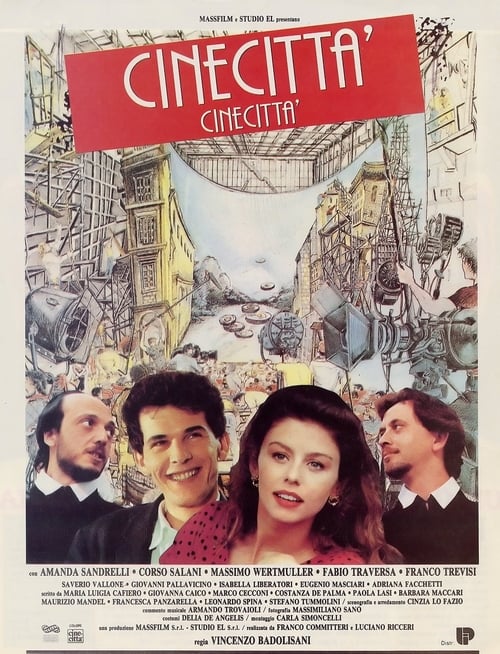 MASSFILM e STUDIO EL presentano
CINECITTA'
CINECITTA'
con AMANDA SANDRELLI • CORSO SALANI • MASSIMO WERTMULLER • FABIO TRAVERSA • FRANCO TREVISI
SAVERIO VALLONE • GIOVANNI PALLAVICINO • ISABELLA LIBERATORI • EUGENIO MASCIARI • ADRIANA FACCHETTI
scritto da MARIA LUIGIA CAFIERO • GIOVANNA CAICO • MARCO CECCONI • COSTANZA DE PALMA • PAOLA LASI • BARBARA MACCARI
MAURIZIO MANDEL • FRANCESCA PANZARELLA • LEONARDO SPINA • STEFANO TUMMOLINI / scenografia e arredamento CINZIA LO FAZIO
commento musicale ARMANDO TROVAIOLI / fotografia MASSIMILIANO SANO
costumi DELIA DE ANGELIS / montaggio CARLA SIMONCELLI
una produzione MASSFILM S.r.l. - STUDIO EL S.r.l. / realizzata da FRANCO COMMITTERI e LUCIANO RICCERI
regia VINCENZO BADOLISANI
cinecittà
Distr.